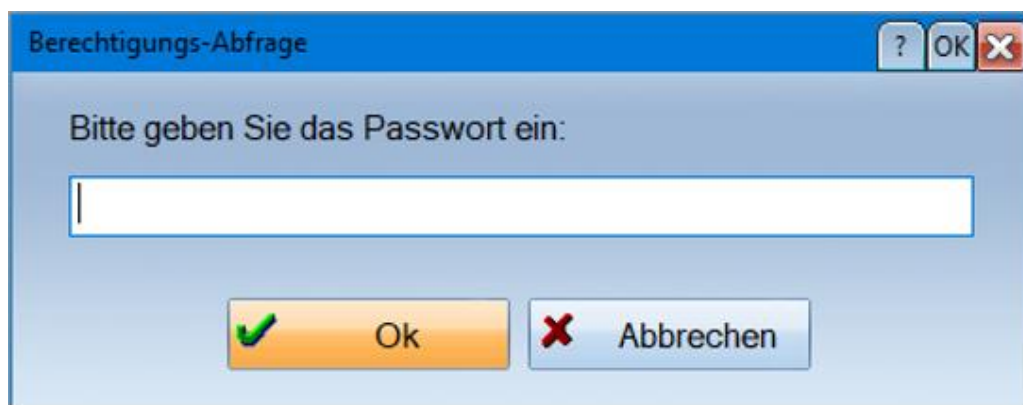 Berechtigungs-Abfrage ? OK
Bitte geben Sie das Passwort ein:
Ok Abbrechen